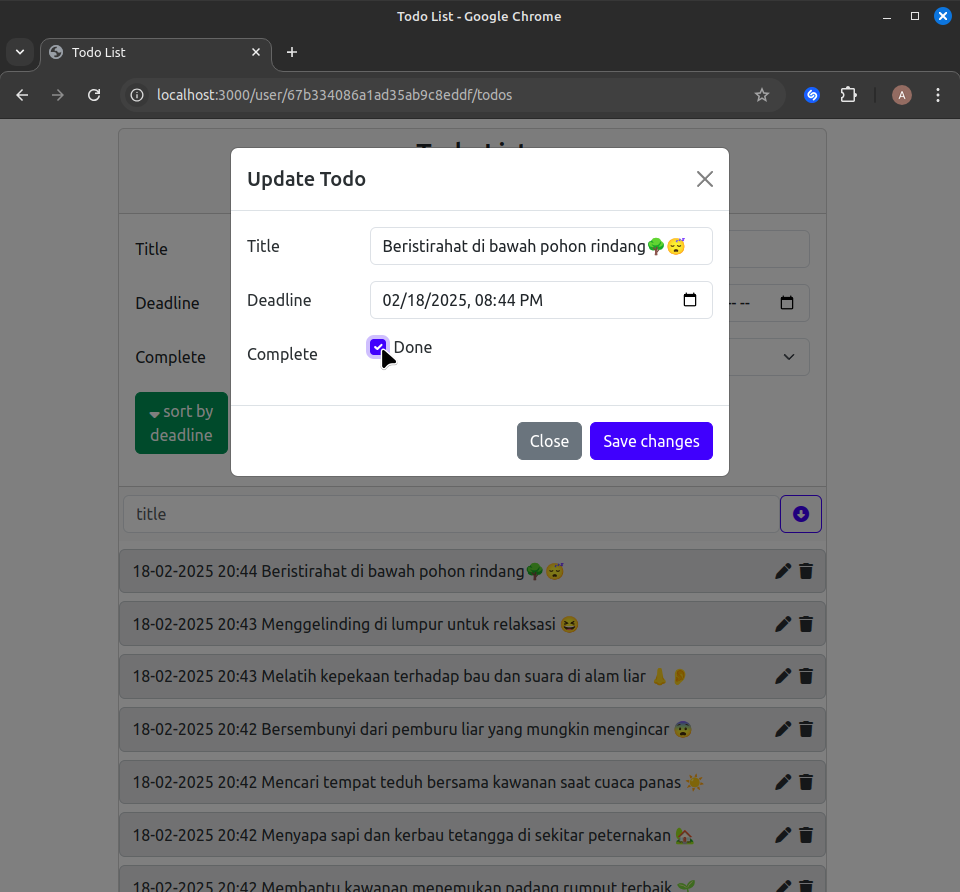 Todo List - Google Chrome
Todo List
localhost:3000/user/67b334086a1ad35ab9c8eddf/todos
A
Update Todo
Title
Title Beristirahat di bawah pohon rindang🌳😴
Deadline
Deadline 02/18/2025, 08:44 PM
-- --
Complete
Complete Done
sort by
deadline
Close Save changes
title
18-02-2025 20:44 Beristirahat di bawah pohon rindang🌳😴
18-02-2025 20:43 Menggelinding di lumpur untuk relaksasi 😆
18-02-2025 20:43 Melatih kepekaan terhadap bau dan suara di alam liar 👃👂
18-02-2025 20:42 Bersembunyi dari pemburu liar yang mungkin mengincar 😨
18-02-2025 20:42 Mencari tempat teduh bersama kawanan saat cuaca panas ☀️
18-02-2025 20:42 Menyapa sapi dan kerbau tetangga di sekitar peternakan 🏡
18-02-2025 20:42 Membantu kawanan menemukan padang rumput terbaik 🌱